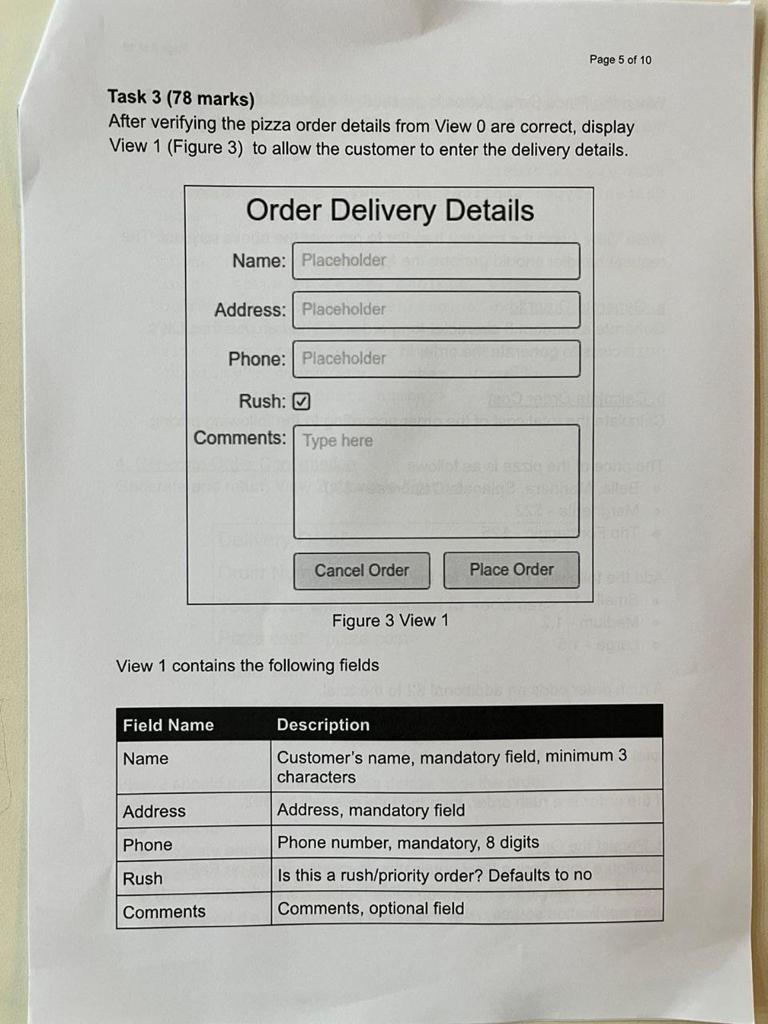 Page 5 of 10
Task 3 (78 marks)
After verifying the pizza order details from View 0 are correct, display
View 1 (Figure 3) to allow the customer to enter the delivery details.
Order Delivery Details
Name: Placeholder
Address: Placeholder
Phone: Placeholder
Rush:
Comments: Type here
Cancel Order Place Order
Figure 3 View 1
View 1 contains the following fields
Field Name Description
Name Customer's name, mandatory field, minimum 3
characters
Address Address, mandatory field
Phone Phone number, mandatory, 8 digits
Rush Is this a rush/priority order? Defaults to no
Comments Comments, optional field